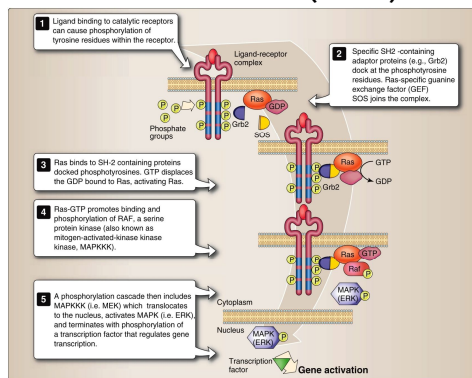 1 Ligand binding to catalytic receptors
can cause phosphorylation of
tyrosine residues within the receptor.
Ligand-receptor
complex
2 Specific SH2 -containing
adaptor proteins (e.g., Grb2)
dock at the phosphotyrosine
residues. Ras-specific guanine
exchange factor (GEF)
SOS joins the complex.
Ras
GDP
P P P P P P
P P P P P P
Phosphate
groups
Grb2
SOS
3 Ras binds to SH-2 containing proteins
docked phosphotyrosines. GTP displaces
the GDP bound to Ras, activating Ras.
P P P P P P
Ras
GTP
GDP
Grb2
4 Ras-GTP promotes binding and
phosphorylation of RAF, a serine
protein kinase (also known as
mitogen-activated-kinase kinase
kinase, MAPKKK).
P P P P P P
Ras
GTP
Raf
P
MAPK
(ERK)
P
5 A phosphorylation cascade then includes
MAPKKK (i.e. MEK) which translocates
to the nucleus, activates MAPK (i.e. ERK),
and terminates with phosphorylation of
a transcription factor that regulates gene
transcription.
Cytoplasm
Nucleus
MAPK
(ERK)
P
Transcription
factor
Gene activation